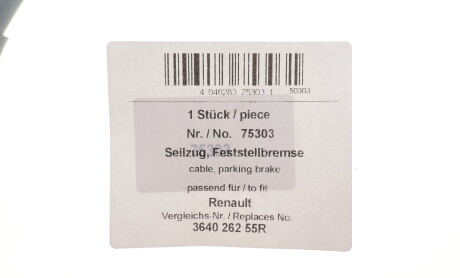 4 046283 75303 1
50303
1 Stück / piece
Nr. / No. 75303
Seilzug, Feststellbremse
cable, parking brake
passend für / to fit
Renault
Vergleichs-Nr. / Replaces No.
3640 262 55R